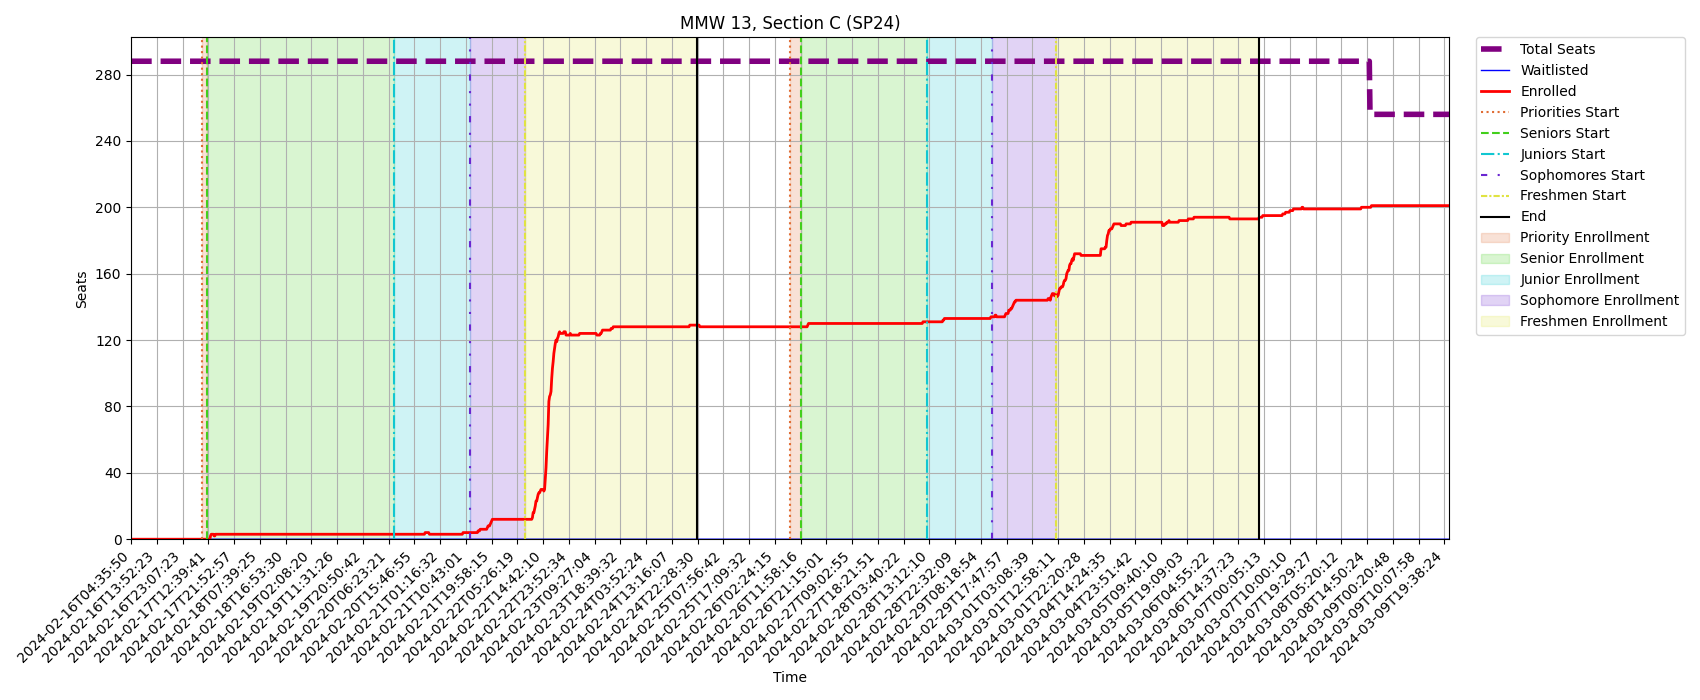 MMW 13, Section C (SP24)
Total Seats
Waitlisted
Enrolled
Priorities Start
Seniors Start
Juniors Start
Sophomores Start
Freshmen Start
End
Priority Enrollment
Senior Enrollment
Junior Enrollment
Sophomore Enrollment
Freshmen Enrollment
Seats
280
240
200
160
120
80
40
0
2024-02-16T04:35:50
2024-02-16T13:52:23
2024-02-16T23:07:23
2024-02-17T12:39:41
2024-02-17T21:52:57
2024-02-18T07:39:25
2024-02-18T16:53:30
2024-02-19T02:08:20
2024-02-19T11:31:26
2024-02-19T20:50:42
2024-02-20T06:23:21
2024-02-20T15:46:55
2024-02-21T01:16:32
2024-02-21T10:43:01
2024-02-21T19:58:15
2024-02-22T05:26:19
2024-02-22T14:42:10
2024-02-22T23:52:34
2024-02-23T09:27:04
2024-02-23T18:39:32
2024-02-24T03:52:24
2024-02-24T13:16:07
2024-02-24T22:28:30
2024-02-25T07:56:42
2024-02-25T17:09:32
2024-02-26T02:24:15
2024-02-26T11:58:16
2024-02-26T21:15:01
2024-02-27T09:02:55
2024-02-27T18:21:51
2024-02-28T03:40:22
2024-02-28T13:12:10
2024-02-28T22:32:09
2024-02-29T08:18:54
2024-02-29T17:47:57
2024-03-01T03:08:39
2024-03-01T12:58:11
2024-03-01T22:20:28
2024-03-04T14:24:35
2024-03-04T23:51:42
2024-03-05T09:40:10
2024-03-05T19:09:03
2024-03-06T04:55:22
2024-03-06T14:37:23
2024-03-07T00:05:13
2024-03-07T10:00:10
2024-03-07T19:29:27
2024-03-08T05:20:12
2024-03-08T14:50:24
2024-03-09T00:20:48
2024-03-09T10:07:58
2024-03-09T19:38:24
Time